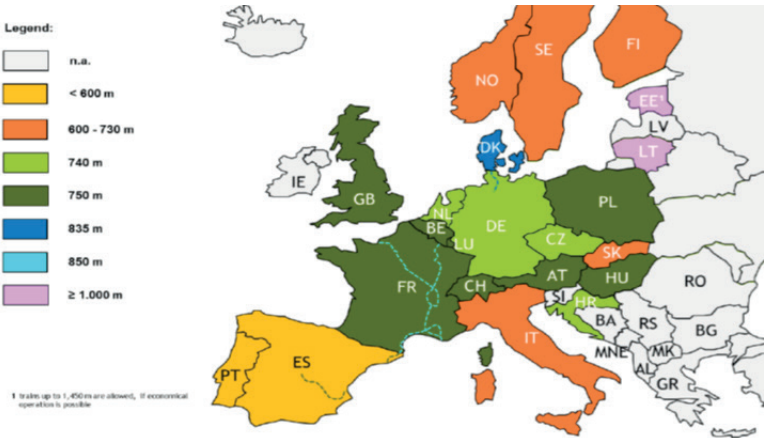 Legend:
n.a.
< 600 m
600 - 730 m
740 m
750 m
835 m
850 m
≥ 1.000 m
NO
SE
FI
EE¹
LV
LT
DK
IE
GB
NL
BE
LU
DE
PL
CZ
SK
FR
CH
AT
HU
SI
HR
RO
BA
RS
BG
IT
MNE
MK
AL
GR
PT
ES
1 trains up to 1,450 m are allowed, if economical
operation is possible